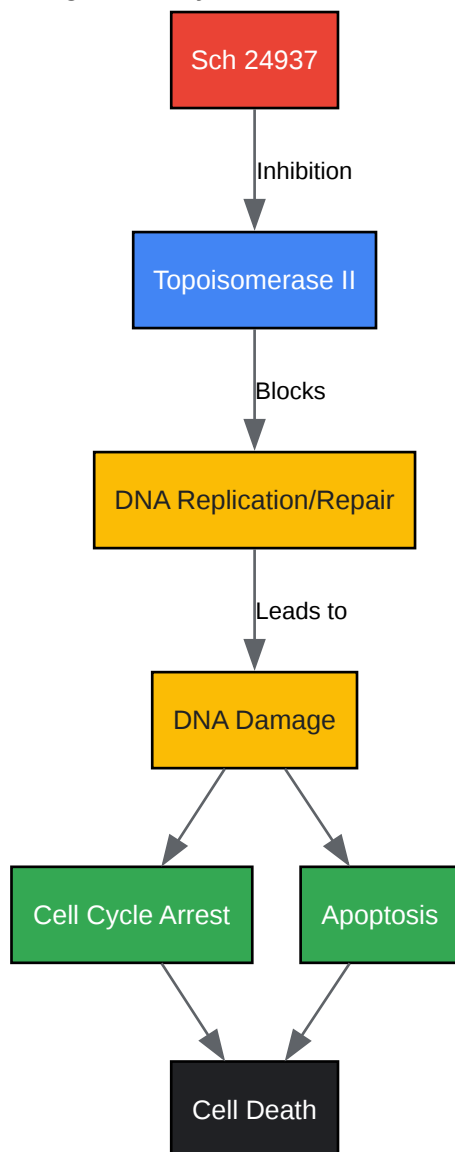 Sch 24937
Inhibition
Topoisomerase II
Blocks
DNA Replication/Repair
Leads to
DNA Damage
Cell Cycle Arrest
Apoptosis
Cell Death